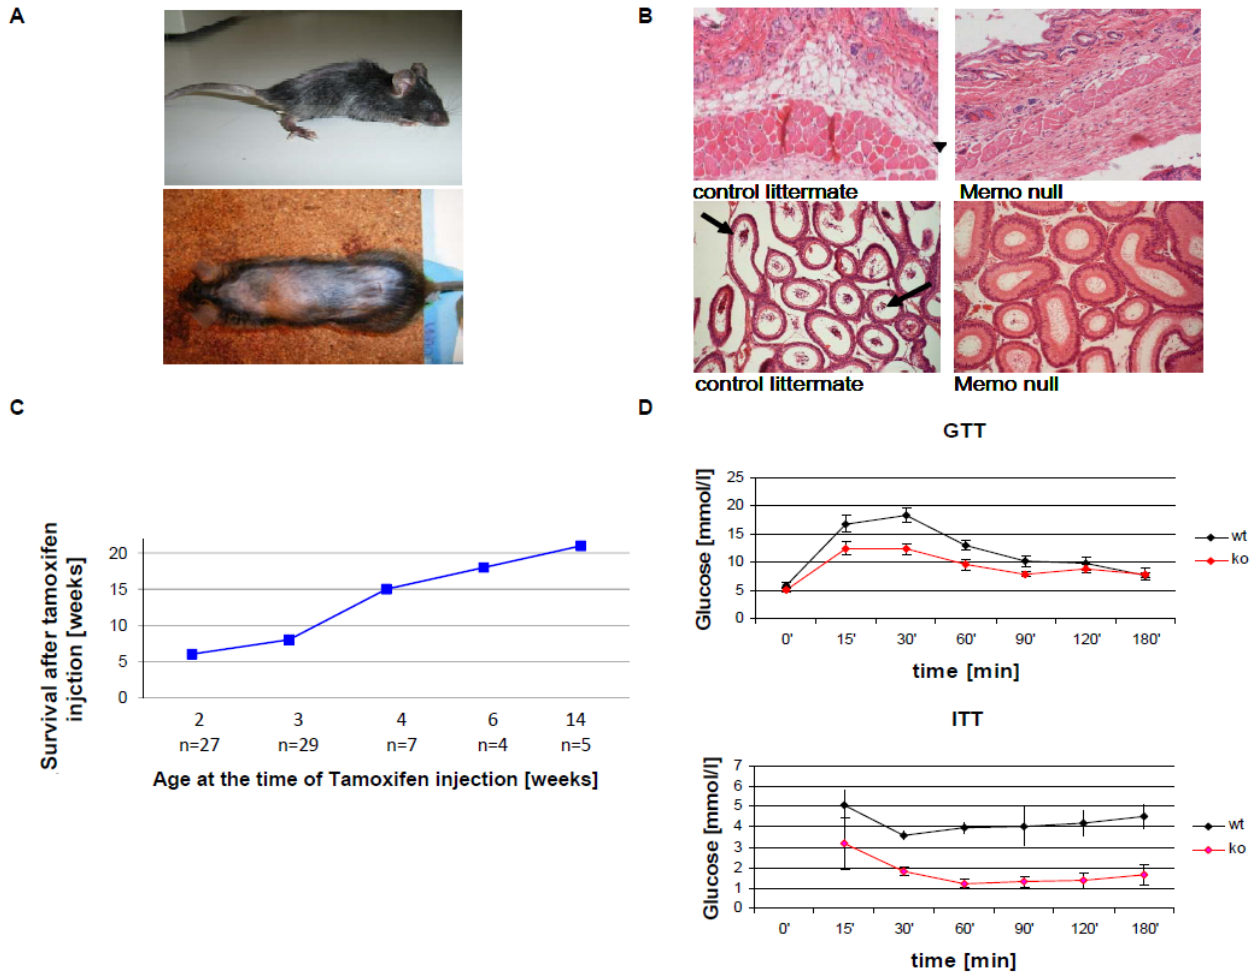 A
B
control littermate
Memo null
control littermate
Memo null
C
Survival after tamoxifen
injction [weeks]
20
15
10
5
0
2
3
4
6
14
n=27
n=29
n=7
n=4
n=5
Age at the time of Tamoxifen injection [weeks]
D
GTT
Glucose [mmol/l]
25
20
15
10
5
0
0'
15'
30'
60'
90'
120'
180'
time [min]
wt
ko
ITT
Glucose [mmol/l]
7
6
5
4
3
2
1
0
0'
15'
30'
60'
90'
120'
180'
time [min]
wt
ko